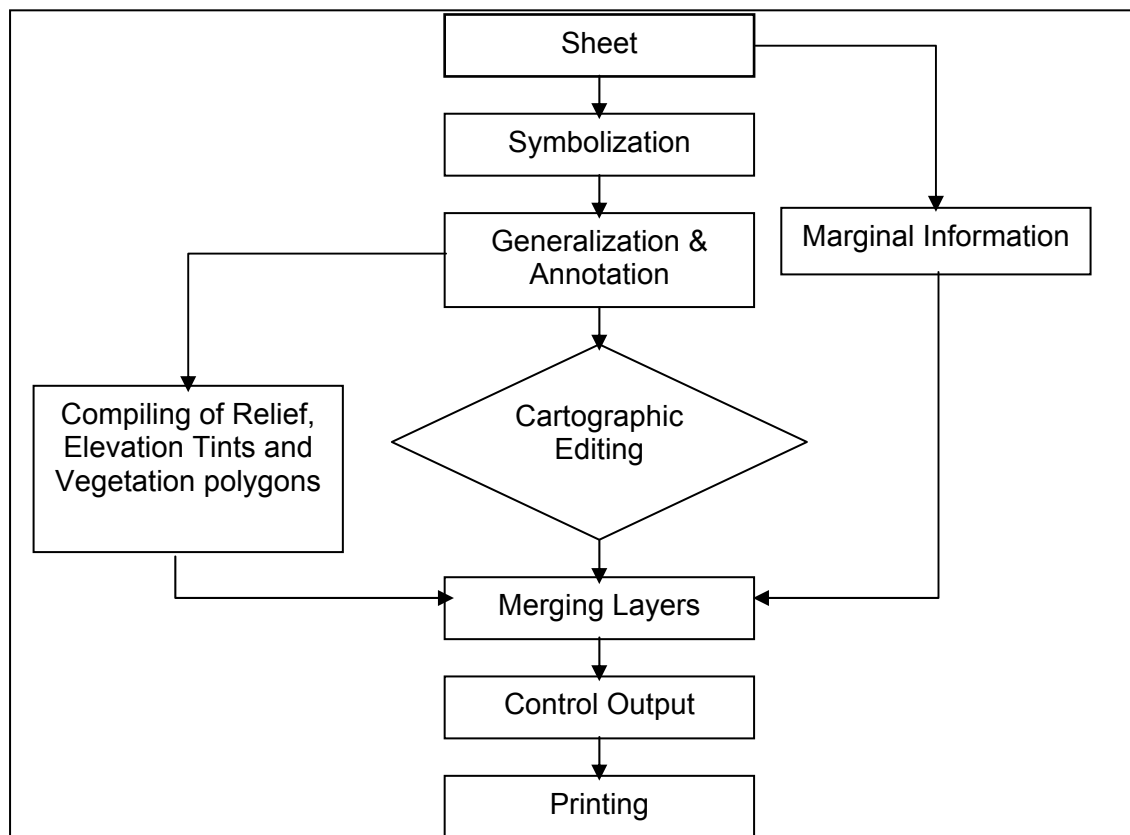 Sheet
Symbolization
Generalization &
Annotation
Marginal Information
Compiling of Relief,
Elevation Tints and
Vegetation polygons
Cartographic
Editing
Merging Layers
Control Output
Printing